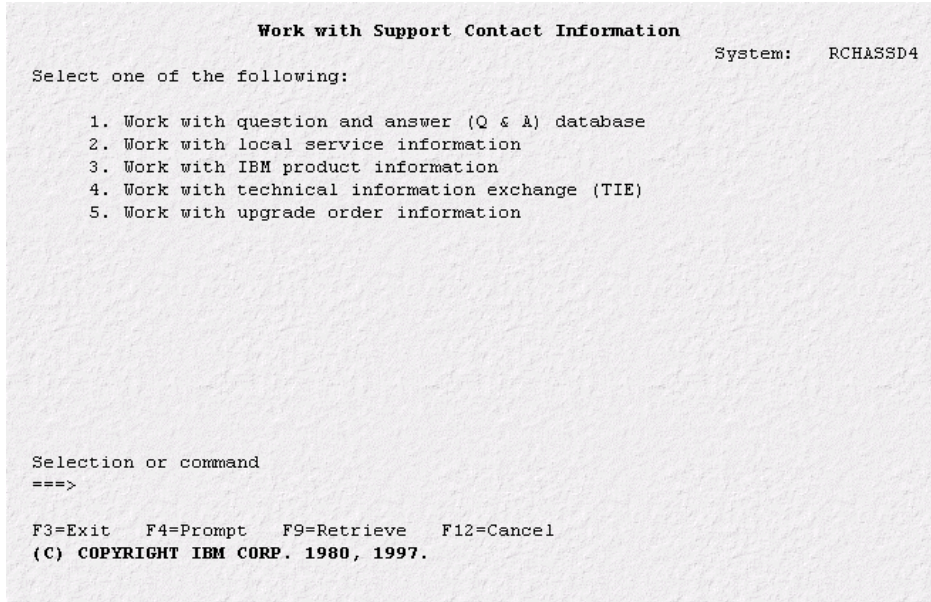 Work with Support Contact Information
System: RCHASSD4
Select one of the following:
1. Work with question and answer (Q & A) database
2. Work with local service information
3. Work with IBM product information
4. Work with technical information exchange (TIE)
5. Work with upgrade order information
Selection or command
===>
F3=Exit F4=Prompt F9=Retrieve F12=Cancel
(C) COPYRIGHT IBM CORP. 1980, 1997.